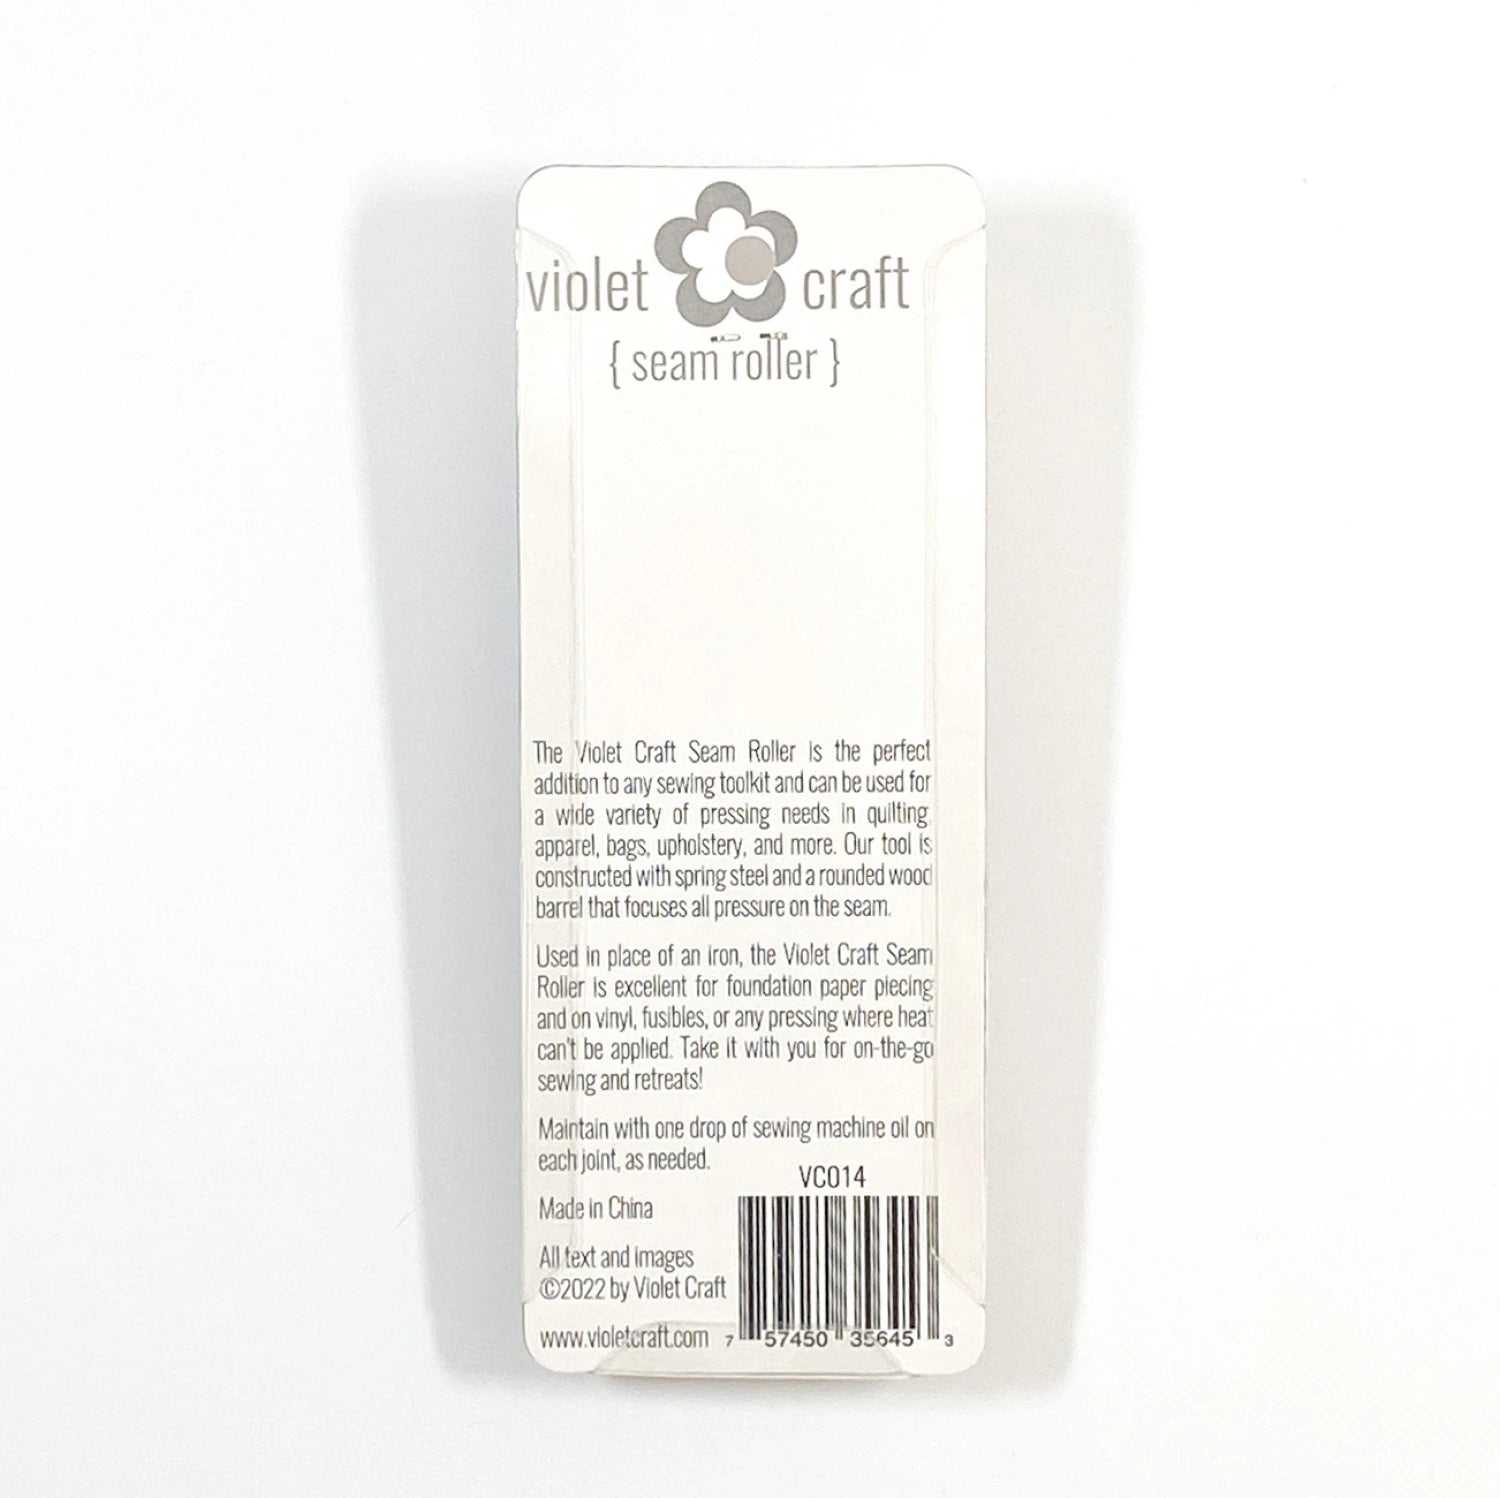 violet craft
{ seam roller }
The Violet Craft Seam Roller is the perfect
addition to any sewing toolkit and can be used for
a wide variety of pressing needs in quilting,
apparel, bags, upholstery, and more. Our tool is
constructed with spring steel and a rounded wood
barrel that focuses all pressure on the seam.
Used in place of an iron, the Violet Craft Seam
Roller is excellent for foundation paper piecing
and on vinyl, fusibles, or any pressing where heat
can't be applied. Take it with you for on-the-go
sewing and retreats!
Maintain with one drop of sewing machine oil on
each joint, as needed.
VC014
Made in China
All text and images
©2022 by Violet Craft
www.violetcraft.com
7 57450 35645 3